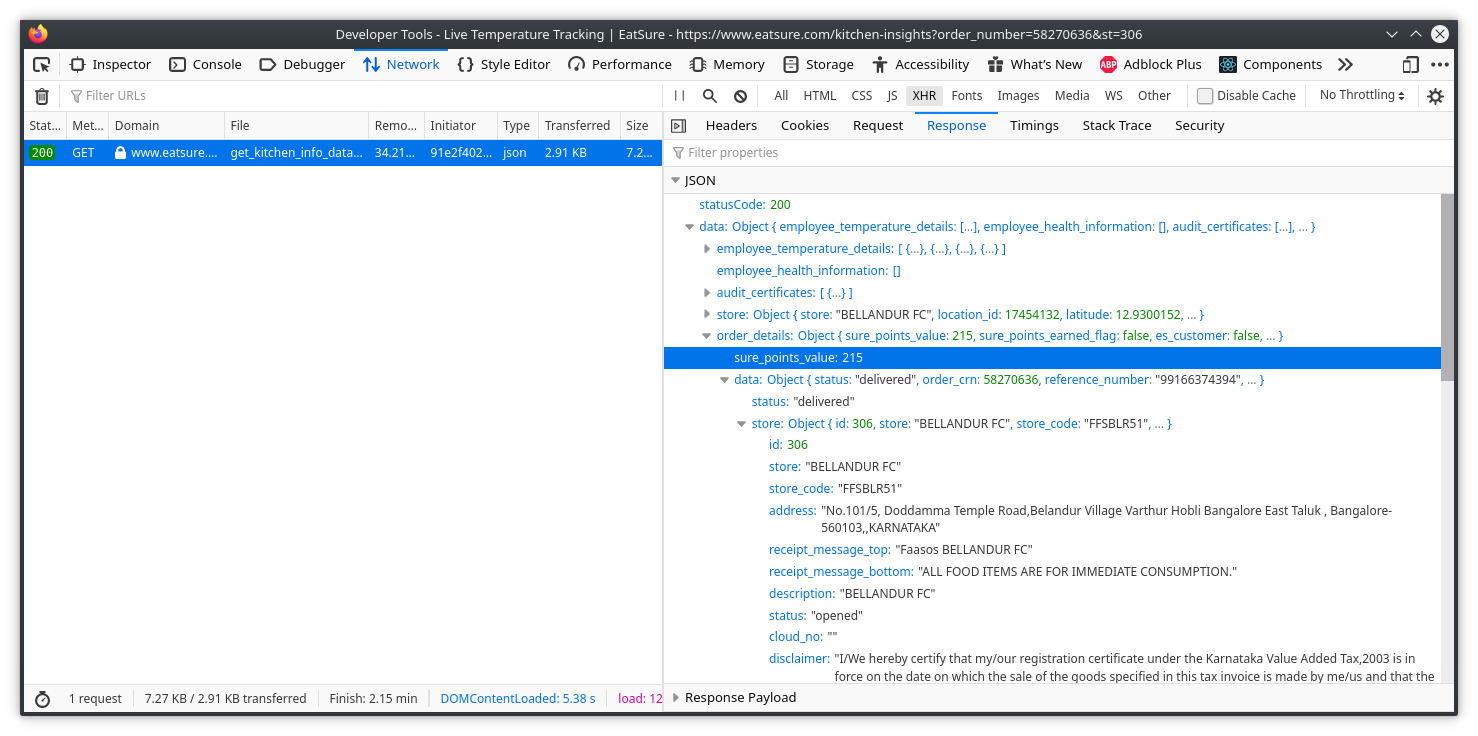 Developer Tools - Live Temperature Tracking | EatSure - https://www.eatsure.com/kitchen-insights?order_number=58270636&st=306
Inspector Console Debugger Network Style Editor Performance Memory Storage Accessibility What's New ABP Adblock Plus Components
Filter URLs All HTML CSS JS XHR Fonts Images Media WS Other Disable Cache No Throttling
Stat... Met... Domain File Remo... Initiator Type Transferred Size
200 GET www.eatsure.... get_kitchen_info_data... 34.21... 91e2f402... json 2.91 KB 7.2...
Headers Cookies Request Response Timings Stack Trace Security
Filter properties
JSON
statusCode: 200
data: Object { employee_temperature_details: [...], employee_health_information: [], audit_certificates: [...], ... }
employee_temperature_details: [ {...}, {...}, {...}, {...} ]
employee_health_information: []
audit_certificates: [ {...} ]
store: Object { store: "BELLANDUR FC", location_id: 17454132, latitude: 12.9300152, ... }
order_details: Object { sure_points_value: 215, sure_points_earned_flag: false, es_customer: false, ... }
sure_points_value: 215
data: Object { status: "delivered", order_crn: 58270636, reference_number: "99166374394", ... }
status: "delivered"
store: Object { id: 306, store: "BELLANDUR FC", store_code: "FFSBLR51", ... }
id: 306
store: "BELLANDUR FC"
store_code: "FFSBLR51"
address: "No.101/5, Doddamma Temple Road,Belandur Village Varthur Hobli Bangalore East Taluk , Bangalore-
560103,,KARNATAKA"
receipt_message_top: "Faasos BELLANDUR FC"
receipt_message_bottom: "ALL FOOD ITEMS ARE FOR IMMEDIATE CONSUMPTION."
description: "BELLANDUR FC"
status: "opened"
cloud_no: ""
disclaimer: "I/We hereby certify that my/our registration certificate under the Karnataka Value Added Tax,2003 is in
force on the date on which the sale of the goods specified in this tax invoice is made by me/us and that the
Response Payload
1 request 7.27 KB / 2.91 KB transferred Finish: 2.15 min DOMContentLoaded: 5.38 s load: 12